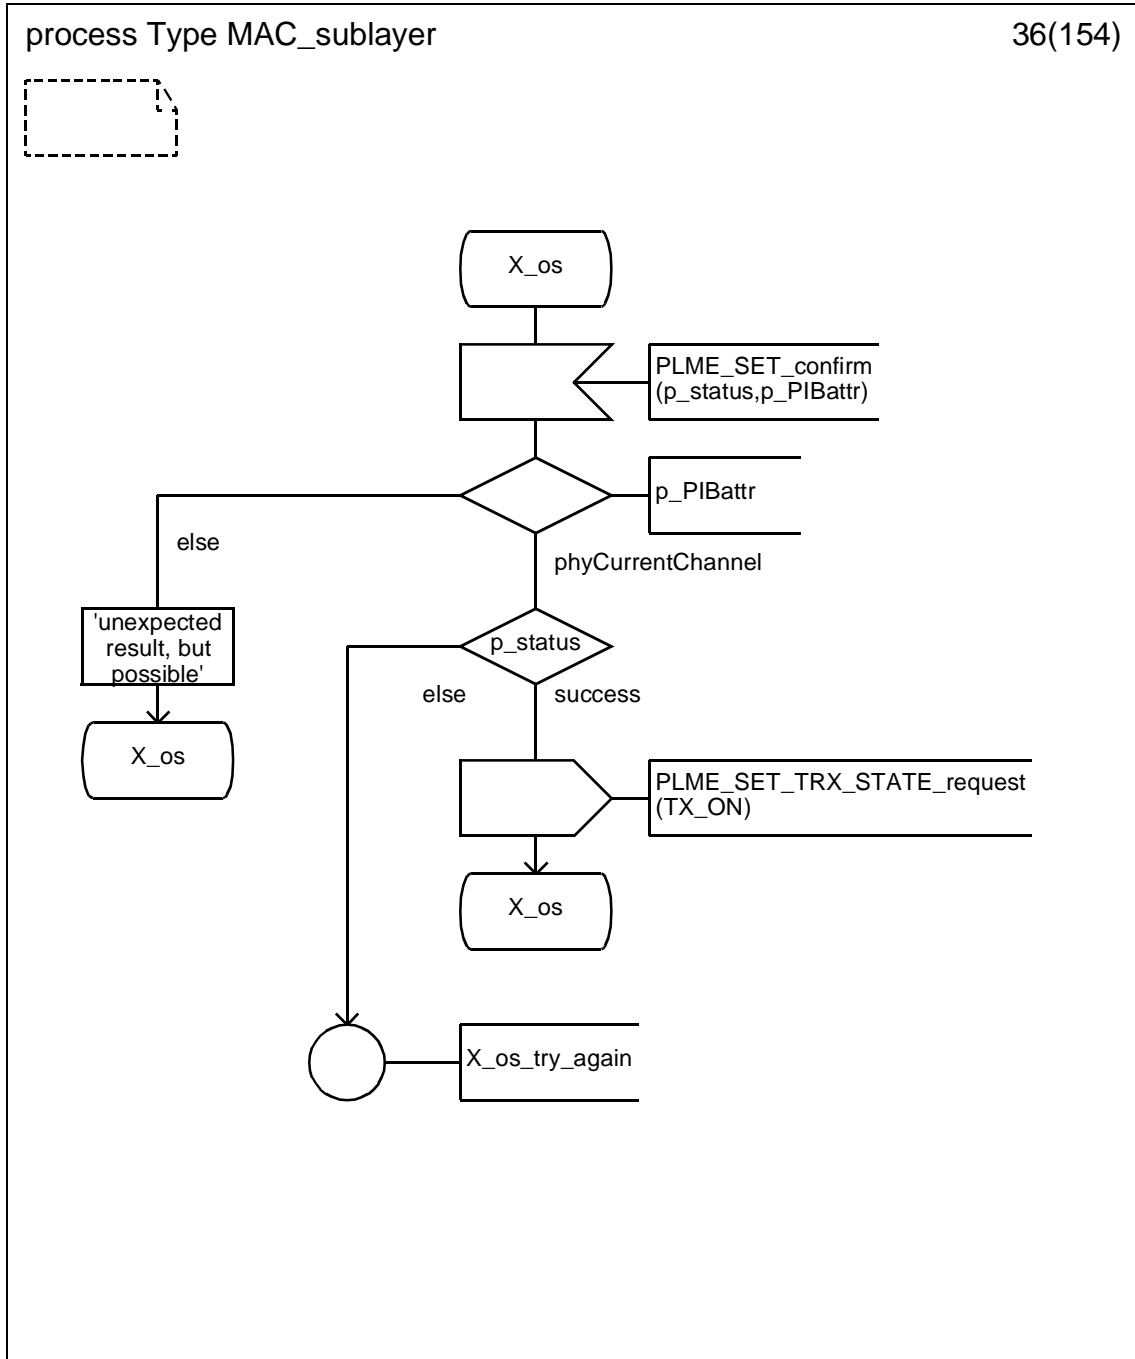 process Type MAC_sublayer
36(154)
X_os
PLME_SET_confirm
(p_status,p_PIBattr)
p_PIBattr
else
phyCurrentChannel
'unexpected
result, but
possible'
p_status
else
success
X_os
PLME_SET_TRX_STATE_request
(TX_ON)
X_os
X_os_try_again